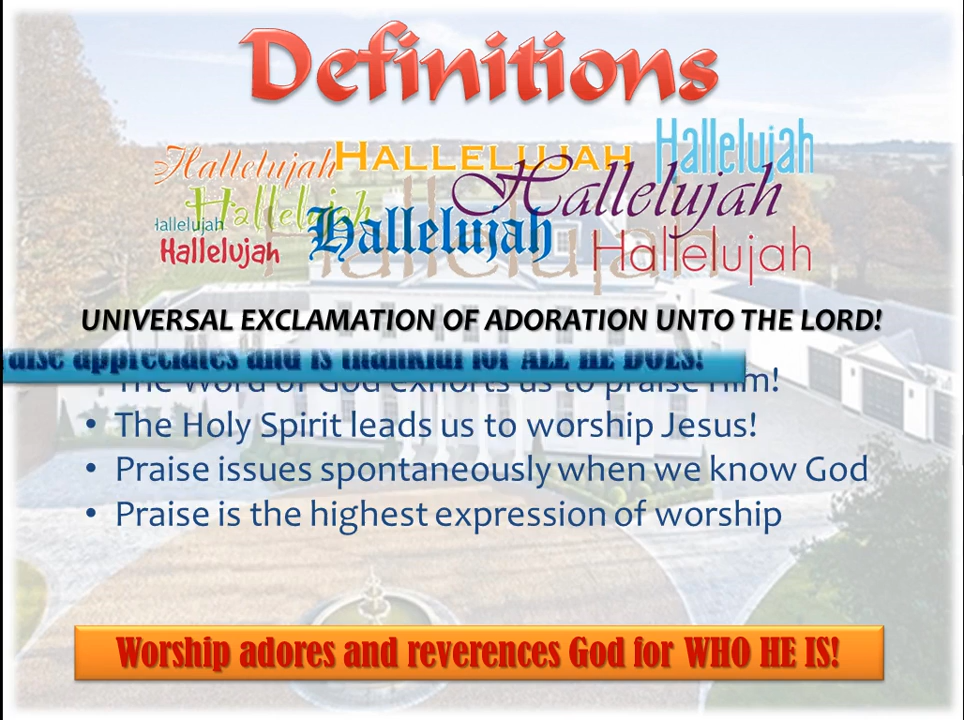 Definitions
Hallelujah HALLELUJAH Hallelujah
Hallelujah Hallelujah
Hallelujah Hallelujah Hallelujah
Hallelujah Hallelujah
UNIVERSAL EXCLAMATION OF ADORATION UNTO THE LORD!
aise appreciates and is thankful for ALL HE DOES!
The Word of God exhorts us to praise Him!
• The Holy Spirit leads us to worship Jesus!
• Praise issues spontaneously when we know God
• Praise is the highest expression of worship
Worship adores and reverences God for WHO HE IS!